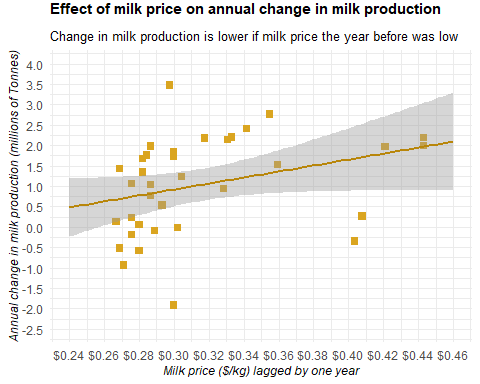 Effect of milk price on annual change in milk production
Change in milk production is lower if milk price the year before was low
Annual change in milk production (millions of Tonnes)
4.0
3.5
3.0
2.5
2.0
1.5
1.0
0.5
0.0
-0.5
-1.0
-1.5
-2.0
-2.5
$0.24 $0.26 $0.28 $0.30 $0.32 $0.34 $0.36 $0.38 $0.40 $0.42 $0.44 $0.46
Milk price ($/kg) lagged by one year